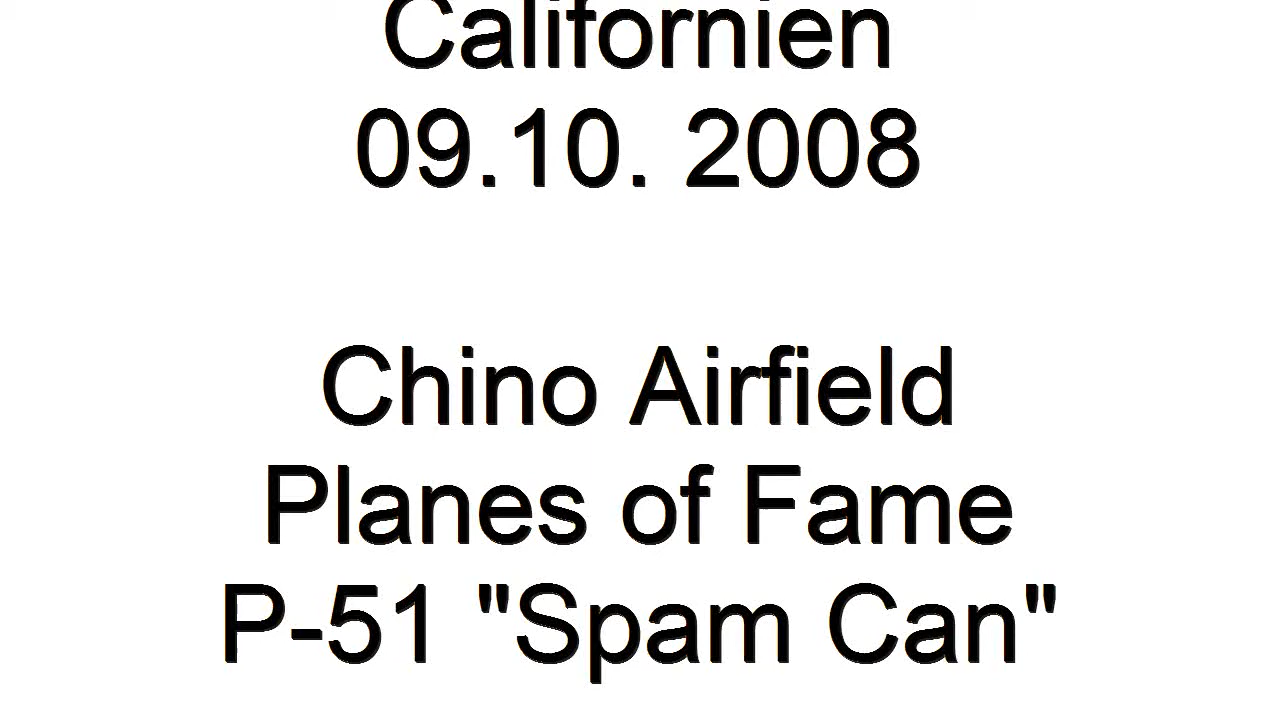 Californien
09.10. 2008
Chino Airfield
Planes of Fame
P-51 "Spam Can"